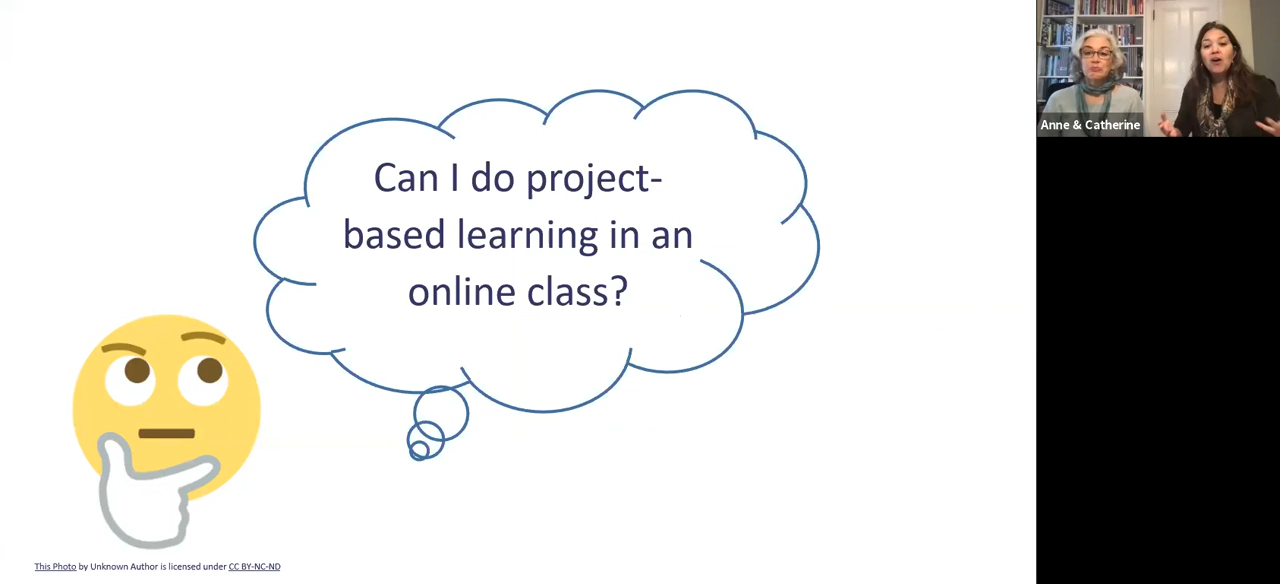 Can I do project-
based learning in an
online class?
Anne & Catherine
This Photo by Unknown Author is licensed under CC BY-NC-ND